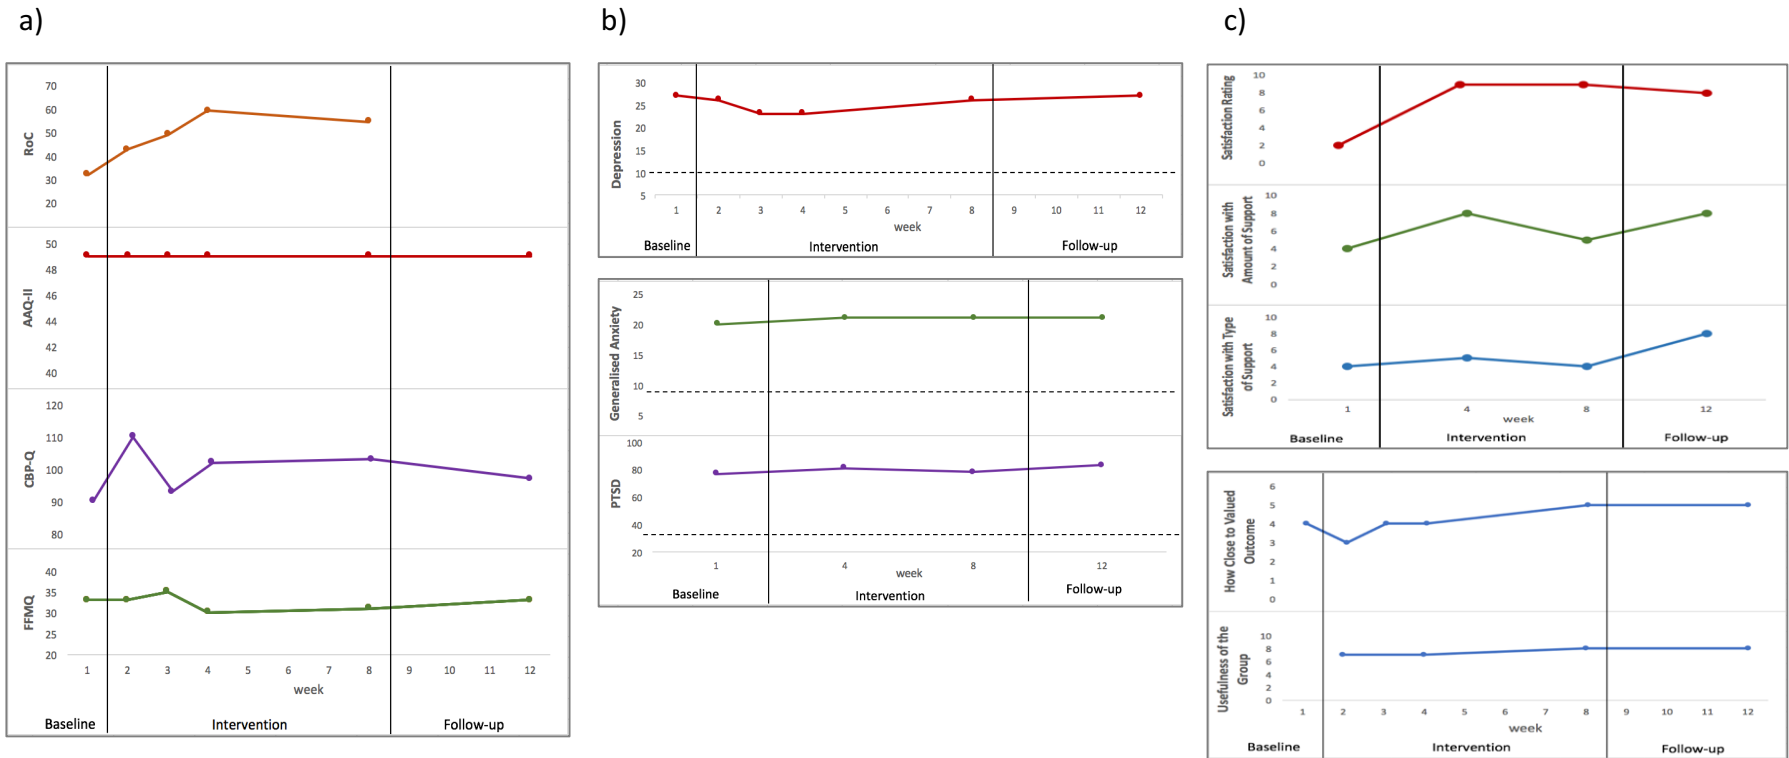 a)
RoC
70
60
50
40
30
20
AAQ-II
50
48
46
44
42
40
CBP-Q
120
110
100
90
80
FFMQ
40
35
30
25
20
1 2 3 4 5 6 7 8 9 10 11 12
week
Baseline Intervention Follow-up
b)
Depression
30
25
20
15
10
5
1 2 3 4 5 6 7 8 9 10 11 12
week
Baseline Intervention Follow-up
Generalised Anxiety
25
20
15
10
5
PTSD
100
80
60
40
20
1 4 8 12
week
Baseline Intervention Follow-up
c)
Satisfaction Rating
10
8
6
4
2
0
Satisfaction with
Amount of Support
10
8
6
4
2
0
Satisfaction with Type
of Support
10
8
6
4
2
0
1 4 8 12
week
Baseline Intervention Follow-up
How Close to Valued
Outcome
6
5
4
3
2
1
0
Usefulness of the
Group
10
8
6
4
2
0
1 2 3 4 5 6 7 8 9 10 11 12
week
Baseline Intervention Follow-up